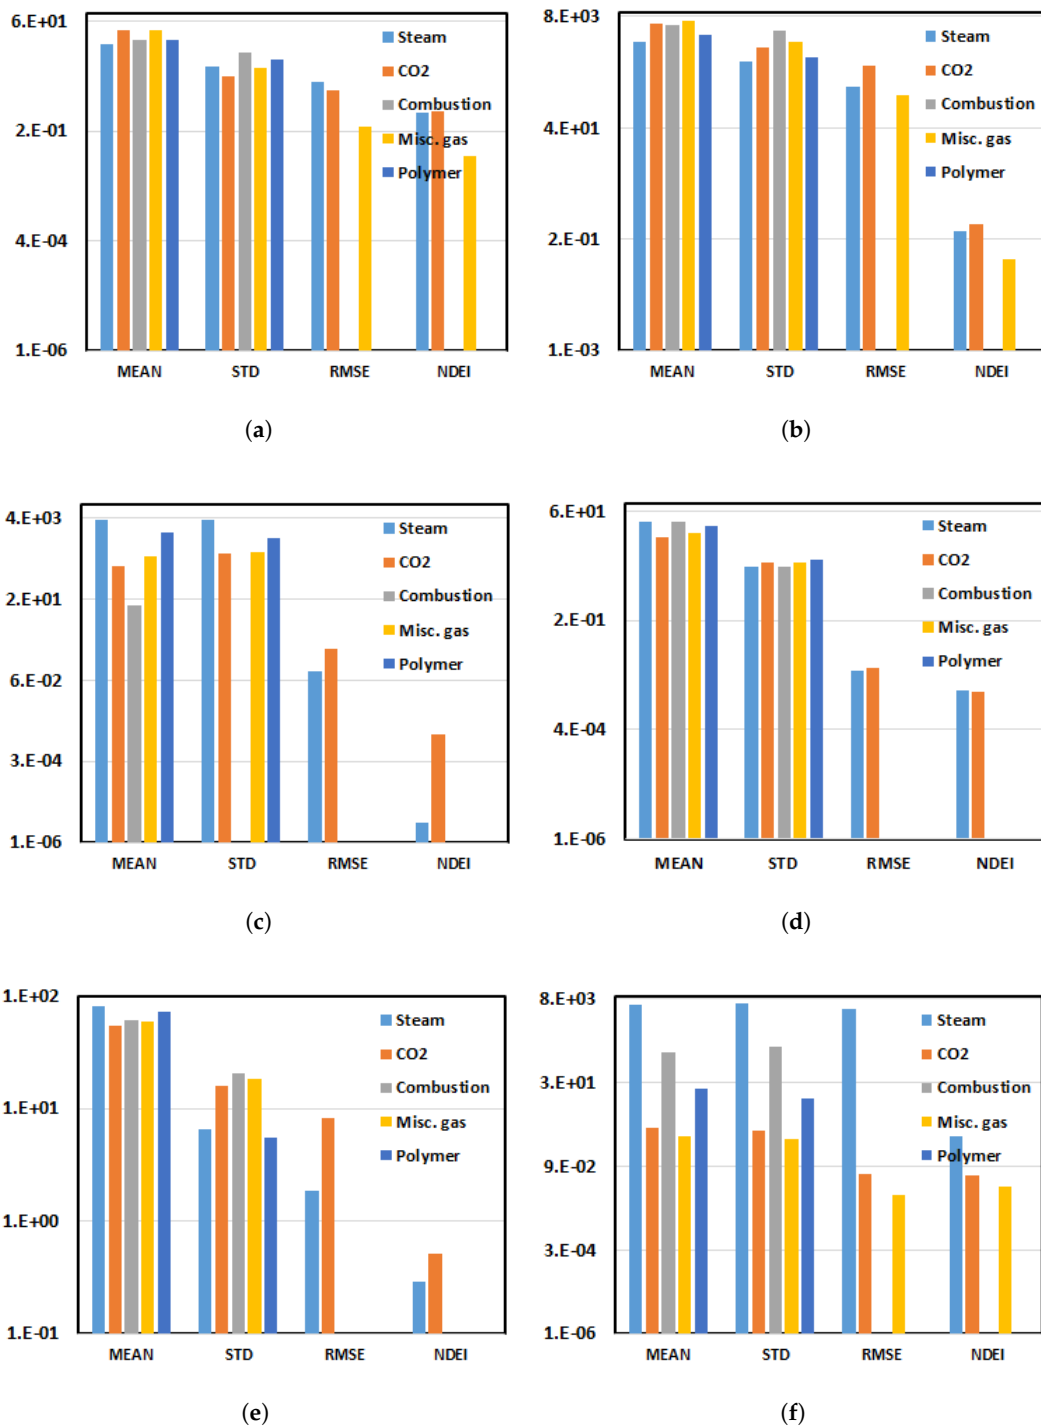 6.E+01
2.E-01
4.E-04
1.E-06
Steam
CO2
Combustion
Misc. gas
Polymer
MEAN STD RMSE NDEI
(a)
8.E+03
4.E+01
2.E-01
1.E-03
Steam
CO2
Combustion
Misc. gas
Polymer
MEAN STD RMSE NDEI
(b)
4.E+03
2.E+01
6.E-02
3.E-04
1.E-06
Steam
CO2
Combustion
Misc. gas
Polymer
MEAN STD RMSE NDEI
(c)
6.E+01
2.E-01
4.E-04
1.E-06
Steam
CO2
Combustion
Misc. gas
Polymer
MEAN STD RMSE NDEI
(d)
1.E+02
1.E+01
1.E+00
1.E-01
Steam
CO2
Combustion
Misc. gas
Polymer
MEAN STD RMSE NDEI
(e)
8.E+03
3.E+01
9.E-02
3.E-04
1.E-06
Steam
CO2
Combustion
Misc. gas
Polymer
MEAN STD RMSE NDEI
(f)